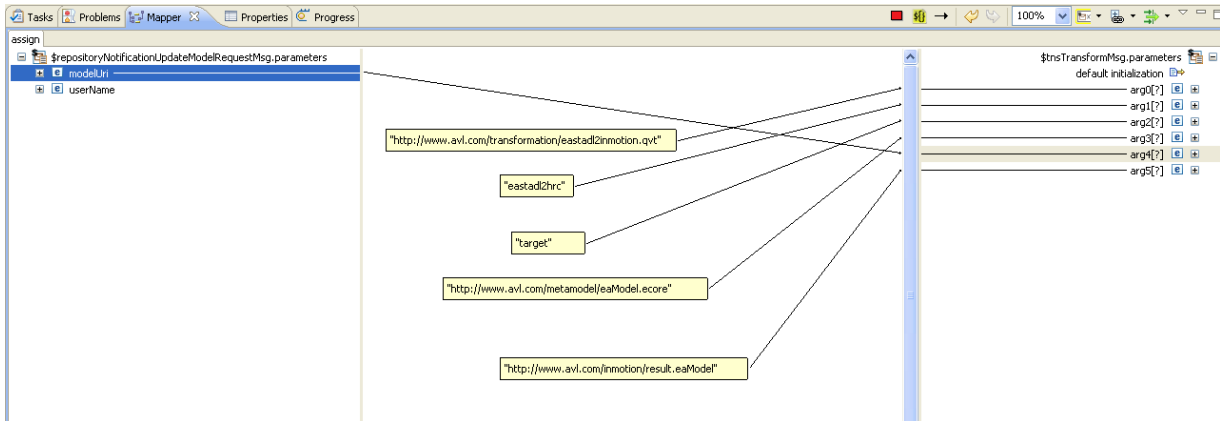 Tasks Problems Mapper Properties Progress
100%
assign
$repositoryNotificationUpdateModelRequestMsg.parameters
modelUri
userName
"http://www.avl.com/transformation/eastadl2inmotion.qvt"
"eastadl2hrc"
"target"
"http://www.avl.com/metamodel/eaModel.ecore"
"http://www.avl.com/inmotion/result.eaModel"
$tnsTransformMsg.parameters
default initialization
arg0[?]
arg1[?]
arg2[?]
arg3[?]
arg4[?]
arg5[?]